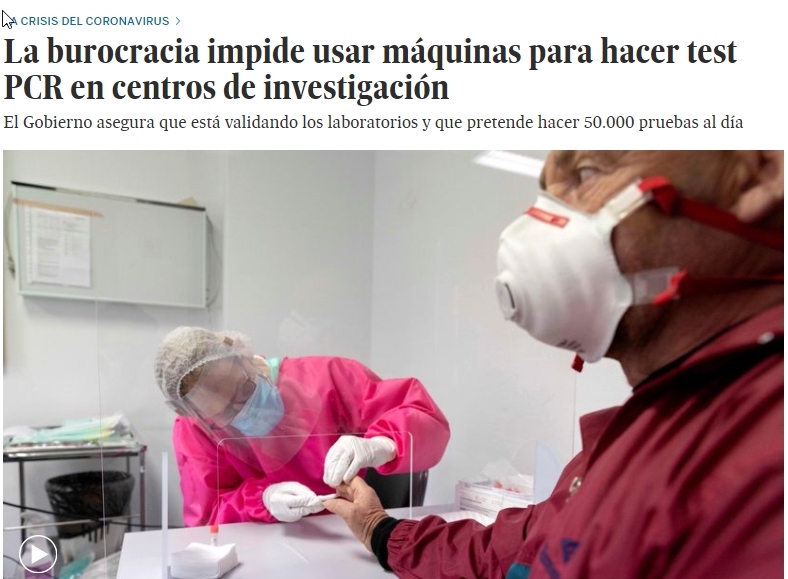 A CRISIS DEL CORONAVIRUS >
La burocracia impide usar máquinas para hacer test
PCR en centros de investigación
El Gobierno asegura que está validando los laboratorios y que pretende hacer 50.000 pruebas al día